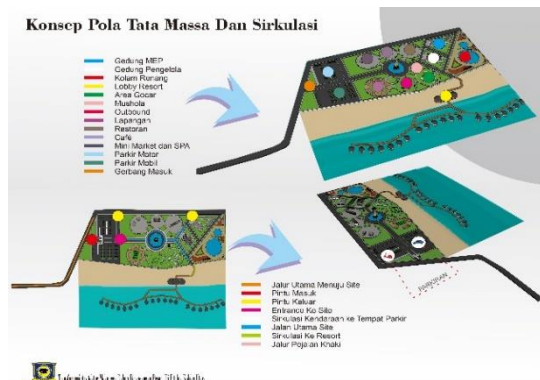 Konsep Pola Tata Massa Dan Sirkulasi
Gedung MEP
Gedung Pengelola
Kolam Renang
Lobby Resort
Area Gocar
Mushola
Outbound
Lapangan
Restoran
Café
Mini Market dan SPA
Parkir Motor
Parkir Mobil
Gerbang Masuk
PARKIRAN
Jalur Utama Menuju Site
Pintu Masuk
Pintu Keluar
Entrance Ke Site
Sirkulasi Kendaraan ke Tempat Parkir
Jalan Utama Site
Sirkulasi Ke Resort
Jalur Pejalan Khaki